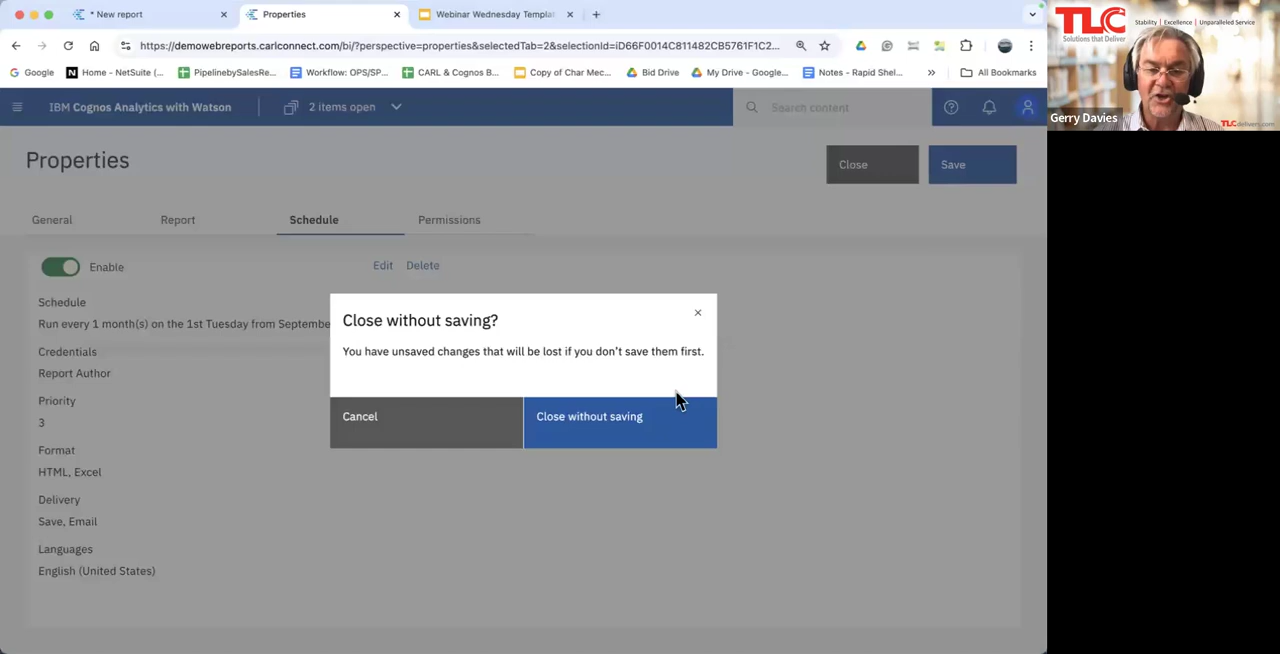 * New report
Properties
Webinar Wednesday Templat
https://demowebreports.carlconnect.com/bi/?perspective=properties&selectedTab=2&selectionId=iD66F0014C811482CB5761F1C2...
Google
Home - NetSuite (...
PipelinebySalesRe...
Workflow: OPS/SP...
CARL & Cognos B...
Copy of Char Mec...
Bid Drive
My Drive - Google...
Notes - Rapid Shel...
»
All Bookmarks
IBM Cognos Analytics with Watson
2 items open
Search content
Properties
Close
Save
General
Report
Schedule
Permissions
Enable
Edit
Delete
Schedule
Run every 1 month(s) on the 1st Tuesday from Septembe
Credentials
Report Author
Priority
3
Format
HTML, Excel
Delivery
Save, Email
Languages
English (United States)
Close without saving?
You have unsaved changes that will be lost if you don't save them first.
Cancel
Close without saving
TLC
Solutions that Deliver
Stability | Excellence | Unparalleled Service
Gerry Davies
TLCdelivers.com